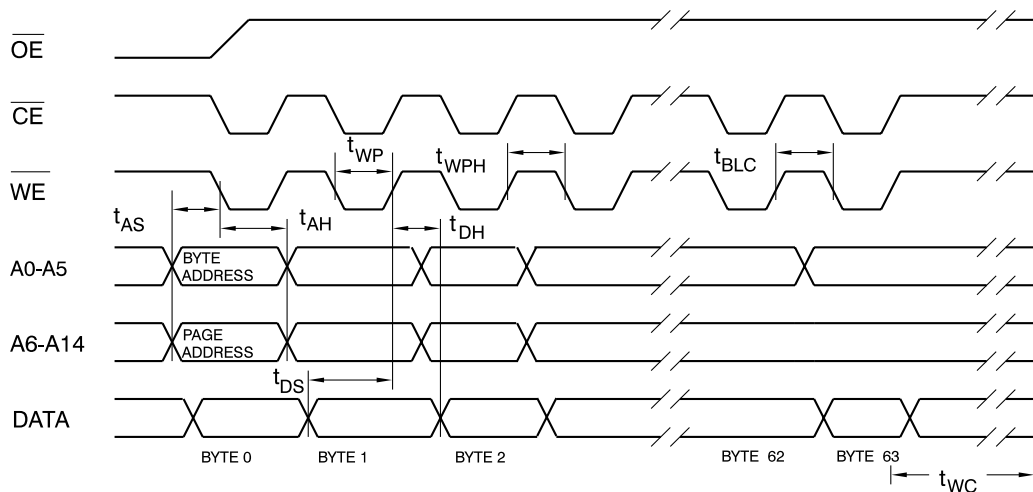 OE
CE
tWP
tWPH
tBLC
WE
tAS
tAH
tDH
A0-A5
BYTE
ADDRESS
A6-A14
PAGE
ADDRESS
tDS
DATA
BYTE 0
BYTE 1
BYTE 2
BYTE 62
BYTE 63
tWC